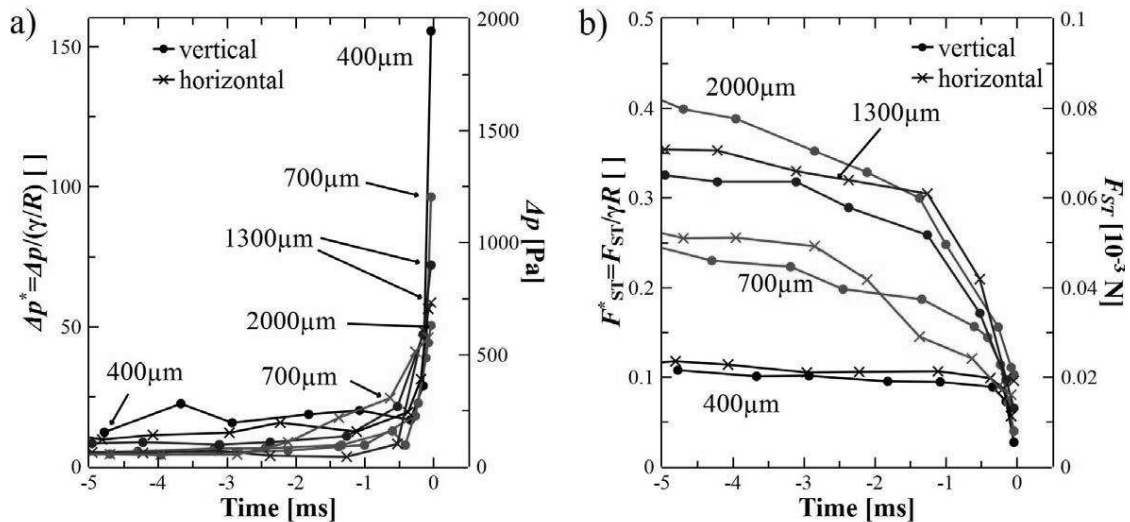 a)
150
100
50
0
Δp*=Δp/(γ/R) [ ]
vertical
horizontal
400µm
700µm
1300µm
2000µm
700µm
400µm
2000
1500
1000
500
0
Δp [Pa]
-5 -4 -3 -2 -1 0
Time [ms]
b)
0.5
0.4
0.3
0.2
0.1
0
F*ST=FST/γR [ ]
vertical
horizontal
2000µm
1300µm
700µm
400µm
0.1
0.08
0.06
0.04
0.02
0
FST [10-3 N]
-5 -4 -3 -2 -1 0
Time [ms]